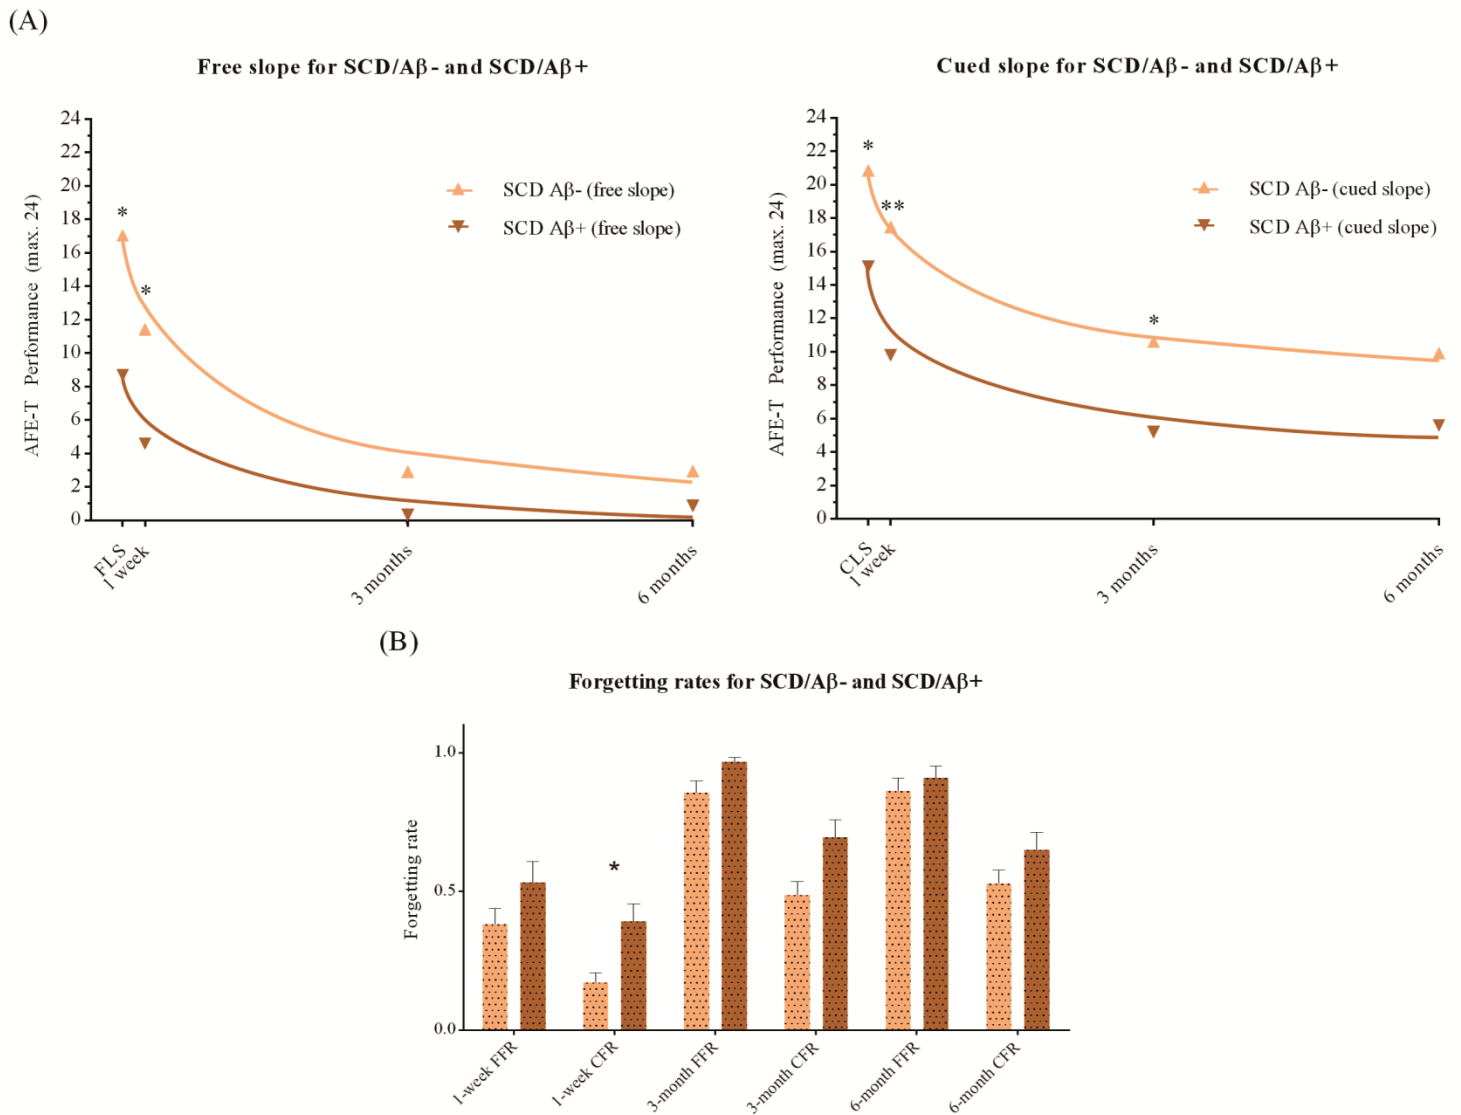 (A)
Free slope for SCD/Aβ- and SCD/Aβ+
24
22
20
18
16
14
12
10
8
6
4
2
0
AFE-T Performance (max. 24)
*
*
SCD Aβ- (free slope)
SCD Aβ+ (free slope)
FLS
1 week
3 months
6 months
Cued slope for SCD/Aβ- and SCD/Aβ+
24
22
20
18
16
14
12
10
8
6
4
2
0
AFE-T Performance (max. 24)
*
**
*
SCD Aβ- (cued slope)
SCD Aβ+ (cued slope)
CLS
1 week
3 months
6 months
(B)
Forgetting rates for SCD/Aβ- and SCD/Aβ+
1.0
0.5
0.0
Forgetting rate
*
1-week FFR
1-week CFR
3-month FFR
3-month CFR
6-month FFR
6-month CFR